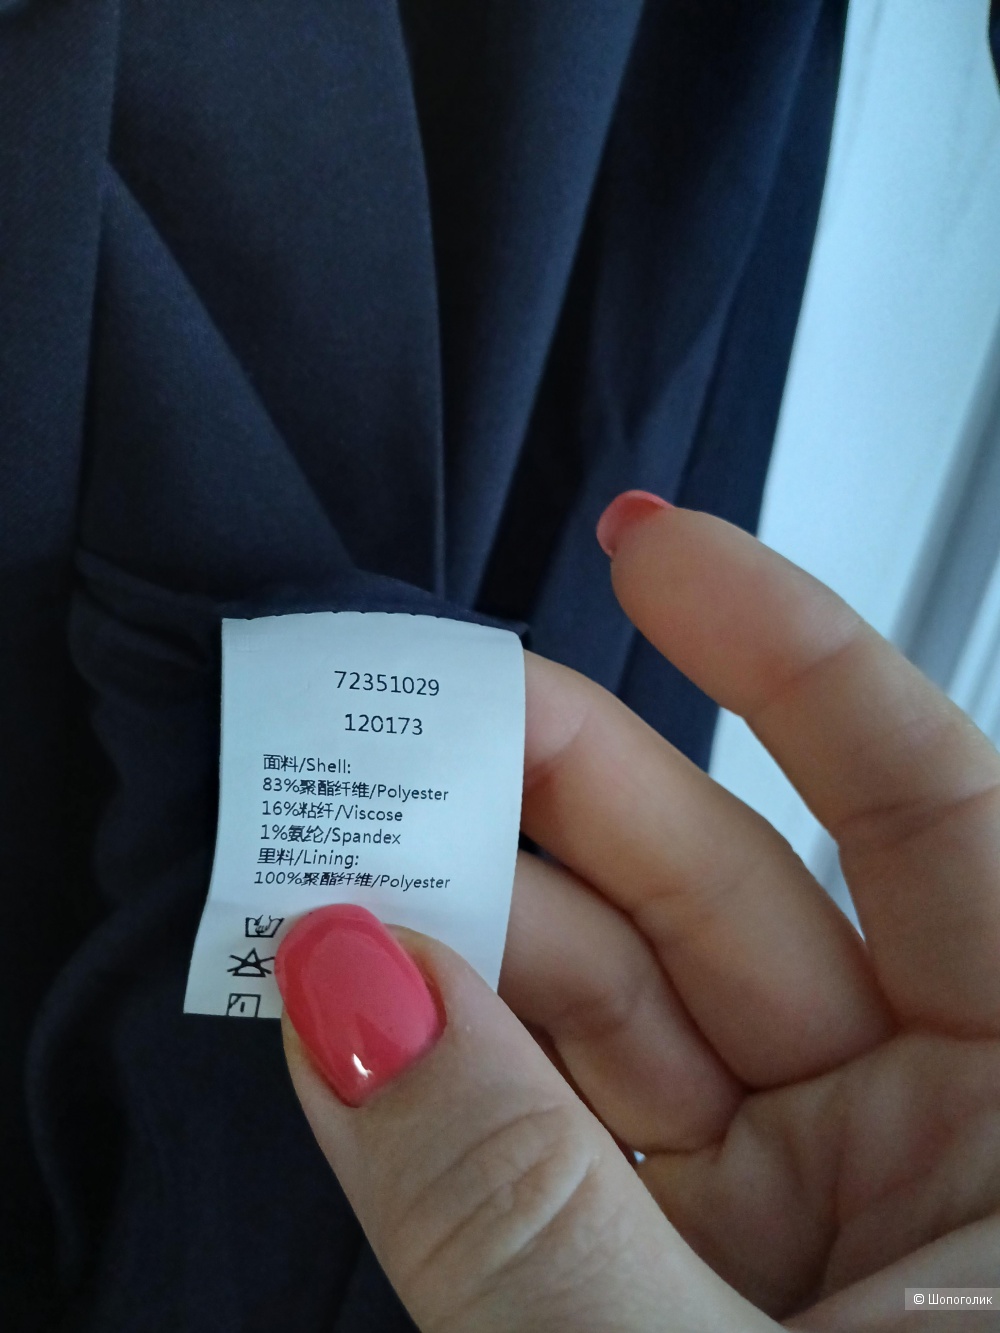 72351029
120173
面料/Shell:
83%聚酯纤维/Polyester
16%粘纤/Viscose
1%氨纶/Spandex
里料/Lining:
100%聚酯纤维/Polyester
© Шопоголик